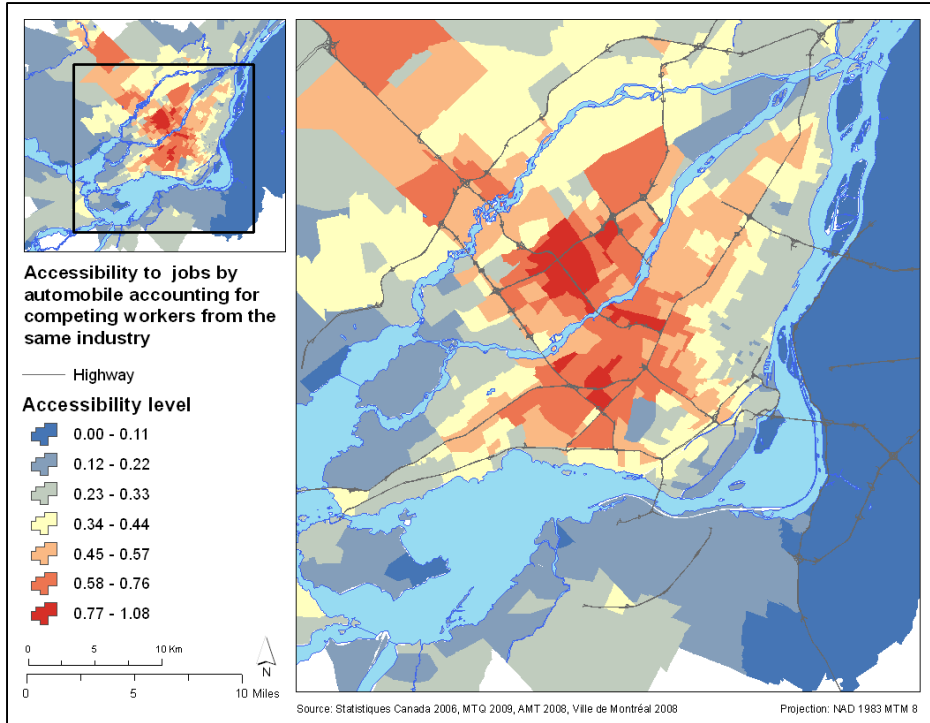 Accessibility to jobs by
automobile accounting for
competing workers from the
same industry
Highway
Accessibility level
0.00 - 0.11
0.12 - 0.22
0.23 - 0.33
0.34 - 0.44
0.45 - 0.57
0.58 - 0.76
0.77 - 1.08
0 5 10 Km
N
0 5 10 Miles
Source: Statistiques Canada 2006, MTQ 2009, AMT 2008, Ville de Montréal 2008
Projection: NAD 1983 MTM 8